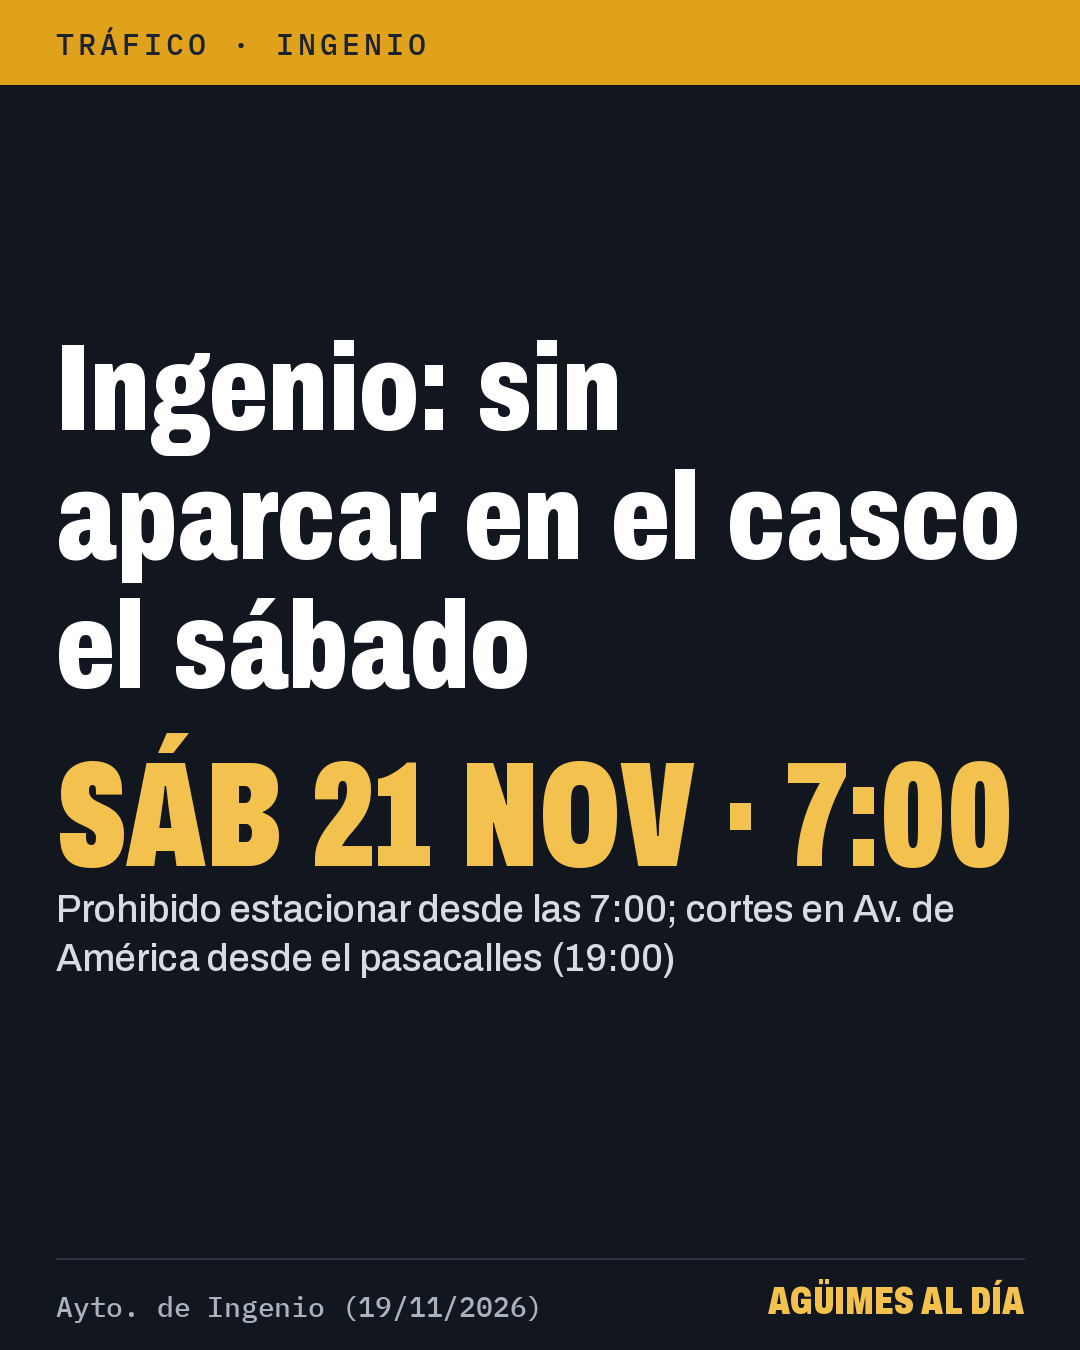 TRÁFICO · INGENIO
Ingenio: sin
aparcar en el casco
el sábado
SÁB 21 NOV · 7:00
Prohibido estacionar desde las 7:00; cortes en Av. de
América desde el pasacalles (19:00)
Ayto. de Ingenio (19/11/2026)
AGÜIMES AL DÍA